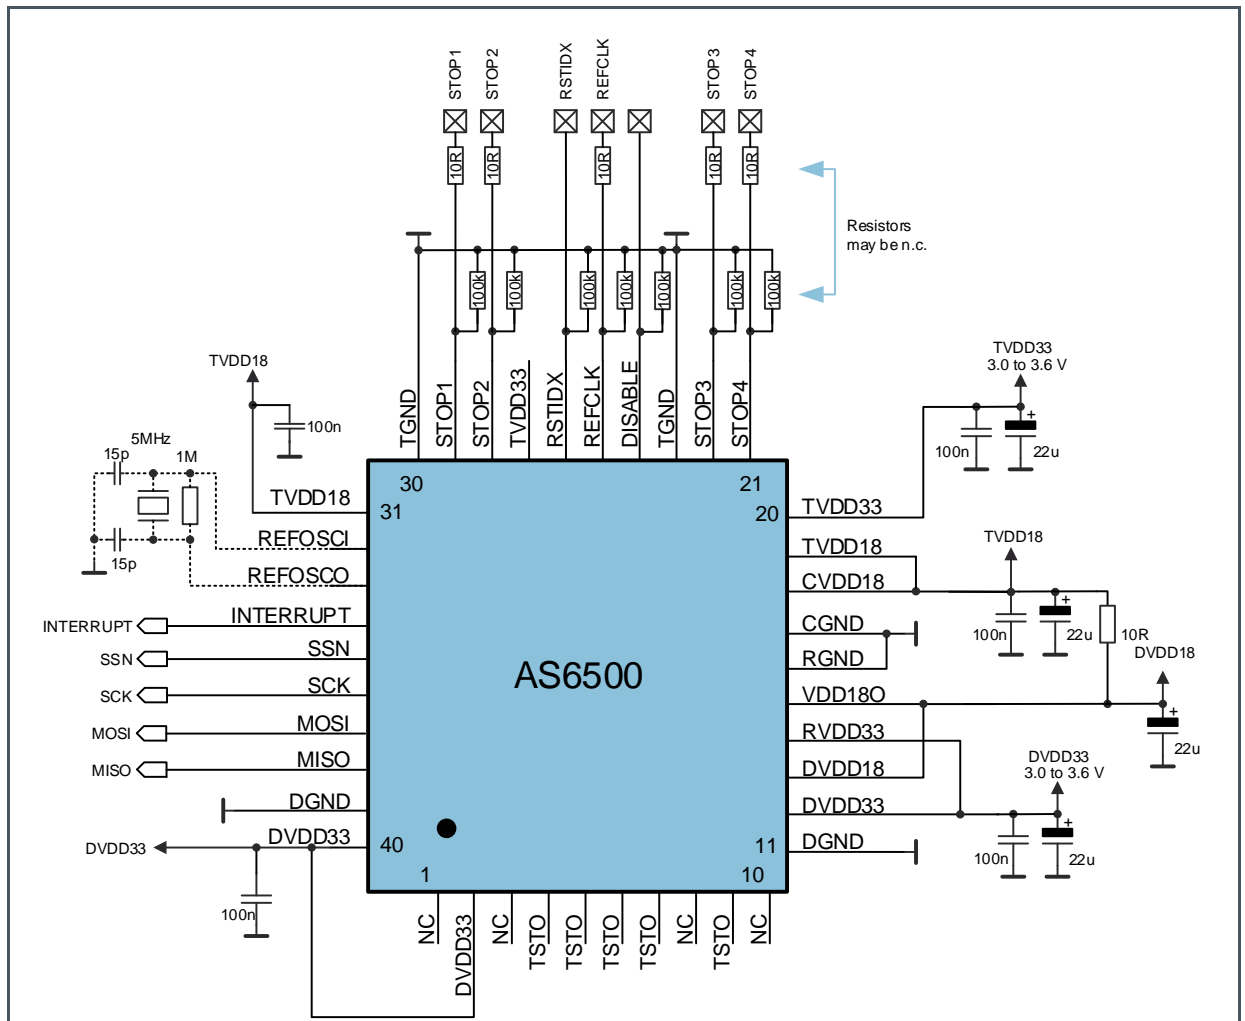 STOP1
STOP2
RSTIDX
REFCLK
STOP3
STOP4
10R
10R
10R
10R
10R
Resistors
may be n.c.
100k
100k
100k
100k
100k
100k
100k
TVDD18
100n
5MHz
15p
1M
15p
TVDD33
3.0 to 3.6 V
100n
22u
TGND
STOP1
STOP2
TVDD33
RSTIDX
REFCLK
DISABLE
TGND
STOP3
STOP4
30
21
31
20
TVDD18
REFOSCI
REFOSCO
INTERRUPT
INTERRUPT
SSN
SSN
SCK
SCK
MOSI
MOSI
MISO
MISO
DGND
DVDD33
DVDD33
40
100n
AS6500
TVDD33
TVDD18
CVDD18
CGND
RGND
VDD18O
RVDD33
DVDD18
DVDD33
DGND
11
TVDD18
100n
22u
10R
DVDD18
22u
DVDD33
3.0 to 3.6 V
100n
22u
1
10
NC
DVDD33
NC
TSTO
TSTO
TSTO
TSTO
NC
TSTO
NC